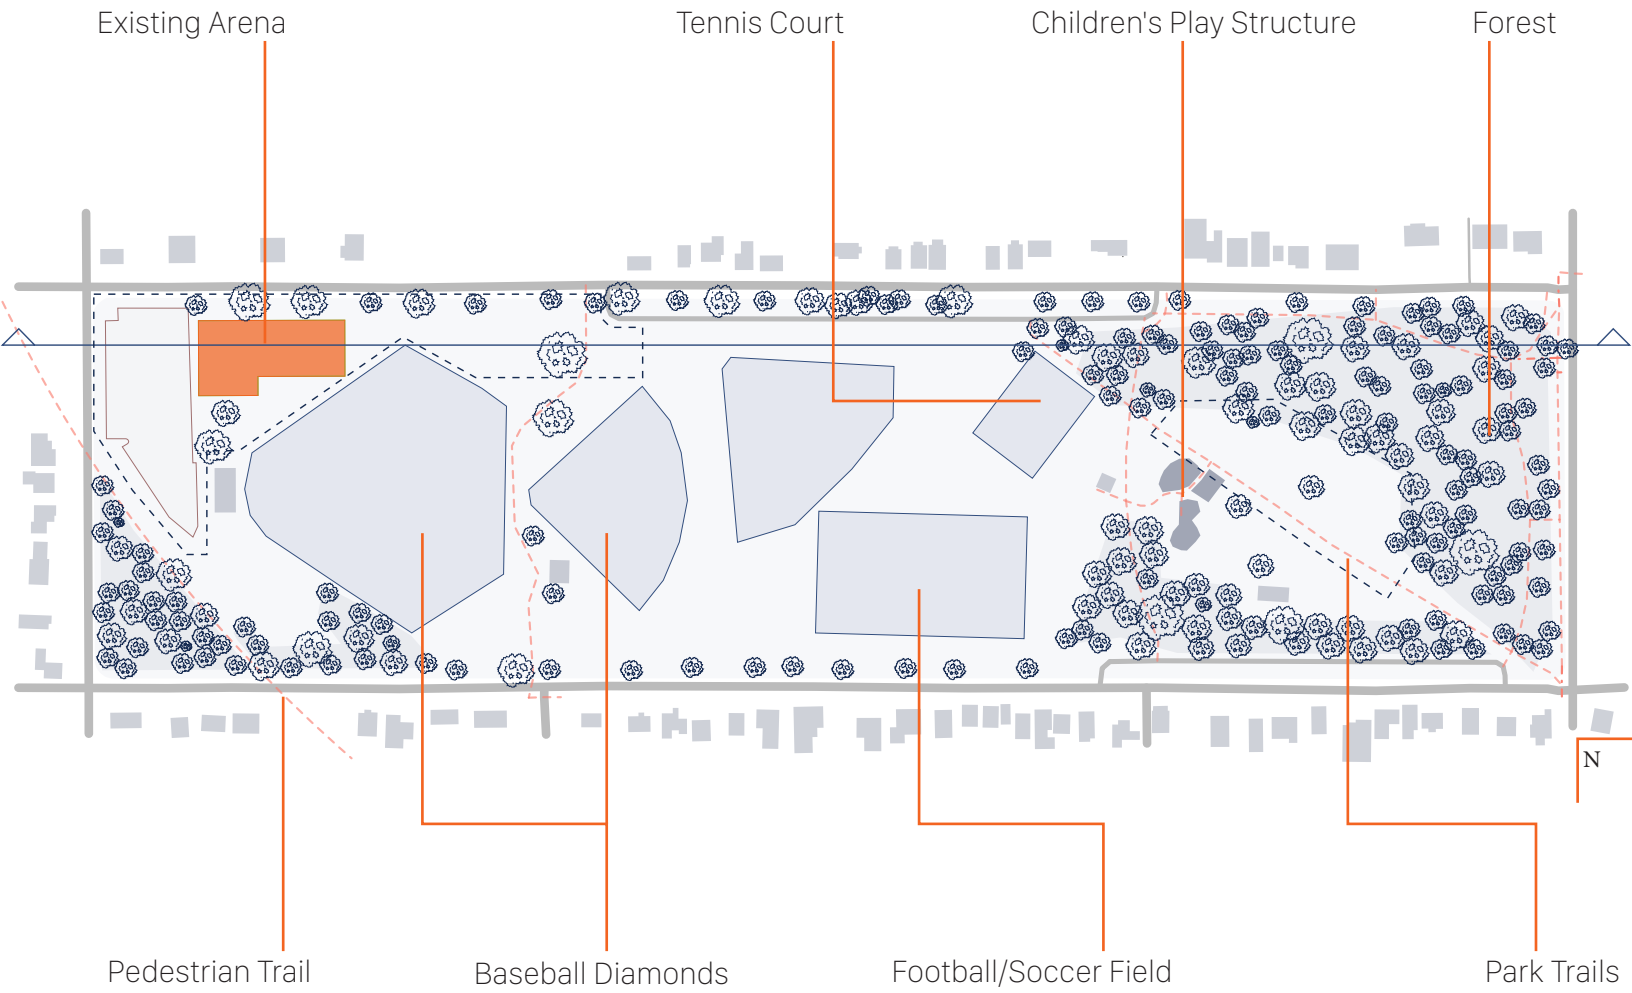 Existing Arena
Tennis Court
Children's Play Structure
Forest
N
Pedestrian Trail
Baseball Diamonds
Football/Soccer Field
Park Trails